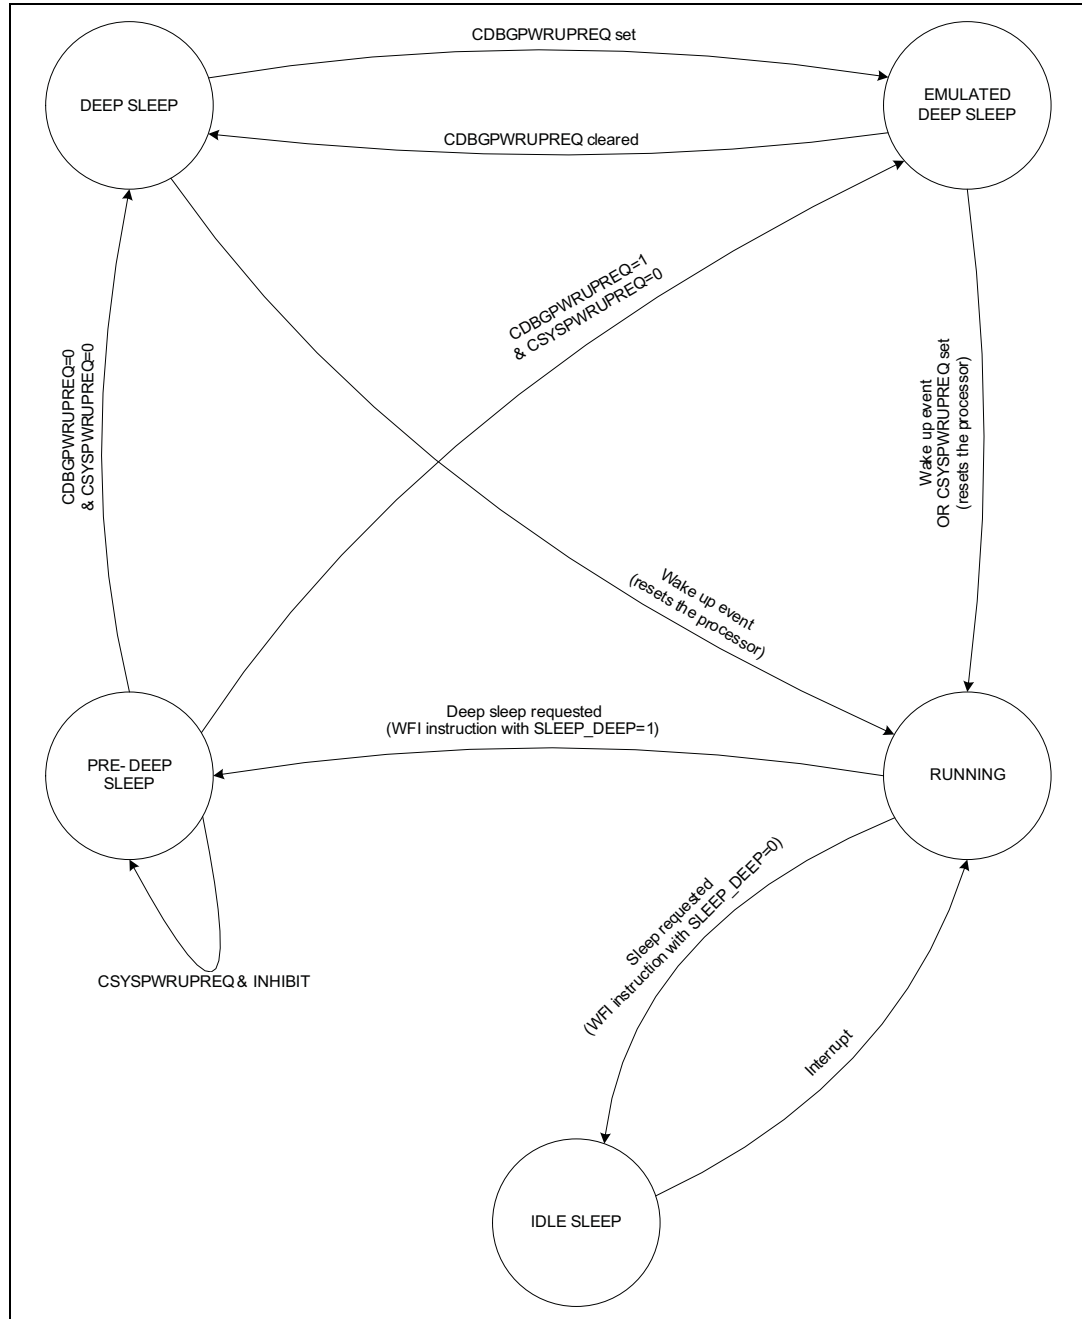 CDBGPWRUPREQ set
DEEP SLEEP
EMULATED
DEEP SLEEP
CDBGPWRUPREQ cleared
CDBGPWRUPREQ=1
& CSYSPWRUPREQ=0
CDBGPWRUPREQ=0
& CSYSPWRUPREQ=0
Wake up event
OR CSYSPWRUPREQ set
(resets the processor)
Wake up event
(resets the processor)
Deep sleep requested
(WFI instruction with SLEEP_DEEP=1)
PRE- DEEP
SLEEP
RUNNING
Sleep requested
(WFI instruction with SLEEP_DEEP=0)
CSYSPWRUPREQ & INHIBIT
Interrupt
IDLE SLEEP